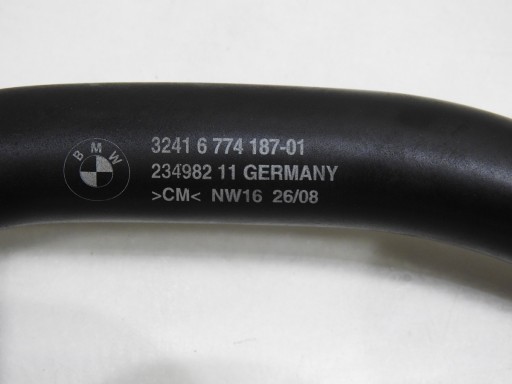 BMW
3241 6 774 187-01
234982 11 GERMANY
>CM< NW16 26/08